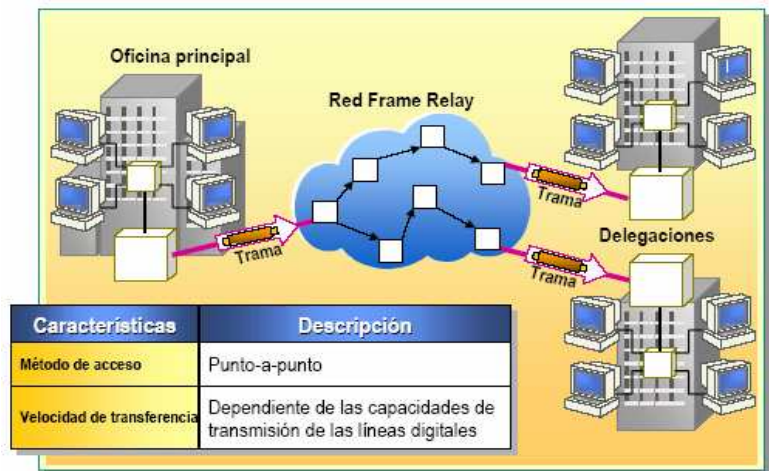 Oficina principal
Red Frame Relay
Trama
Trama
Delegaciones
Trama
Características Descripción
Método de acceso Punto-a-punto
Velocidad de transferencia Dependiente de las capacidades de
transmisión de las líneas digitales